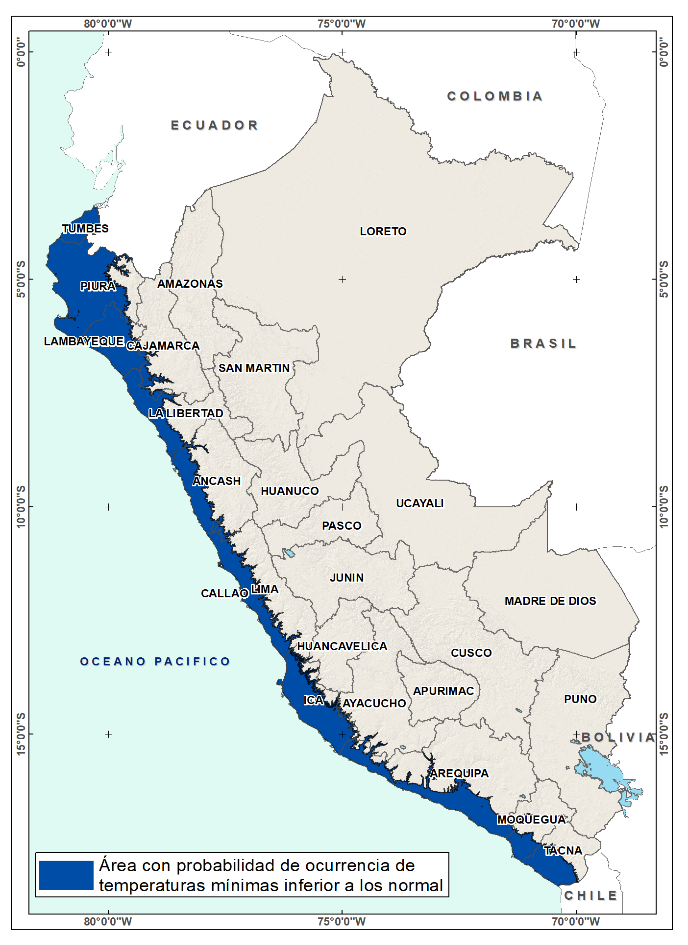 80°0'0"W 75°0'0"W 70°0'0"W
0°0'0"
COLOMBIA
ECUADOR
TUMBES
LORETO
5°0'0"S 5°0'0"S
AMAZONAS
PIURA
LAMBAYEQUE
CAJAMARCA
BRASIL
SAN MARTIN
LA LIBERTAD
ANCASH
HUANUCO
UCAYALI
10°0'0"S 10°0'0"S
PASCO
JUNIN
CALLAO
LIMA
MADRE DE DIOS
HUANCAVELICA
CUSCO
OCEANO PACIFICO
APURIMAC
ICA
AYACUCHO
PUNO
15°0'0"S 15°0'0"S
BOLIVIA
AREQUIPA
MOQUEGUA
TACNA
Área con probabilidad de ocurrencia de
temperaturas mínimas inferior a los normal
CHILE
80°0'0"W 75°0'0"W 70°0'0"W